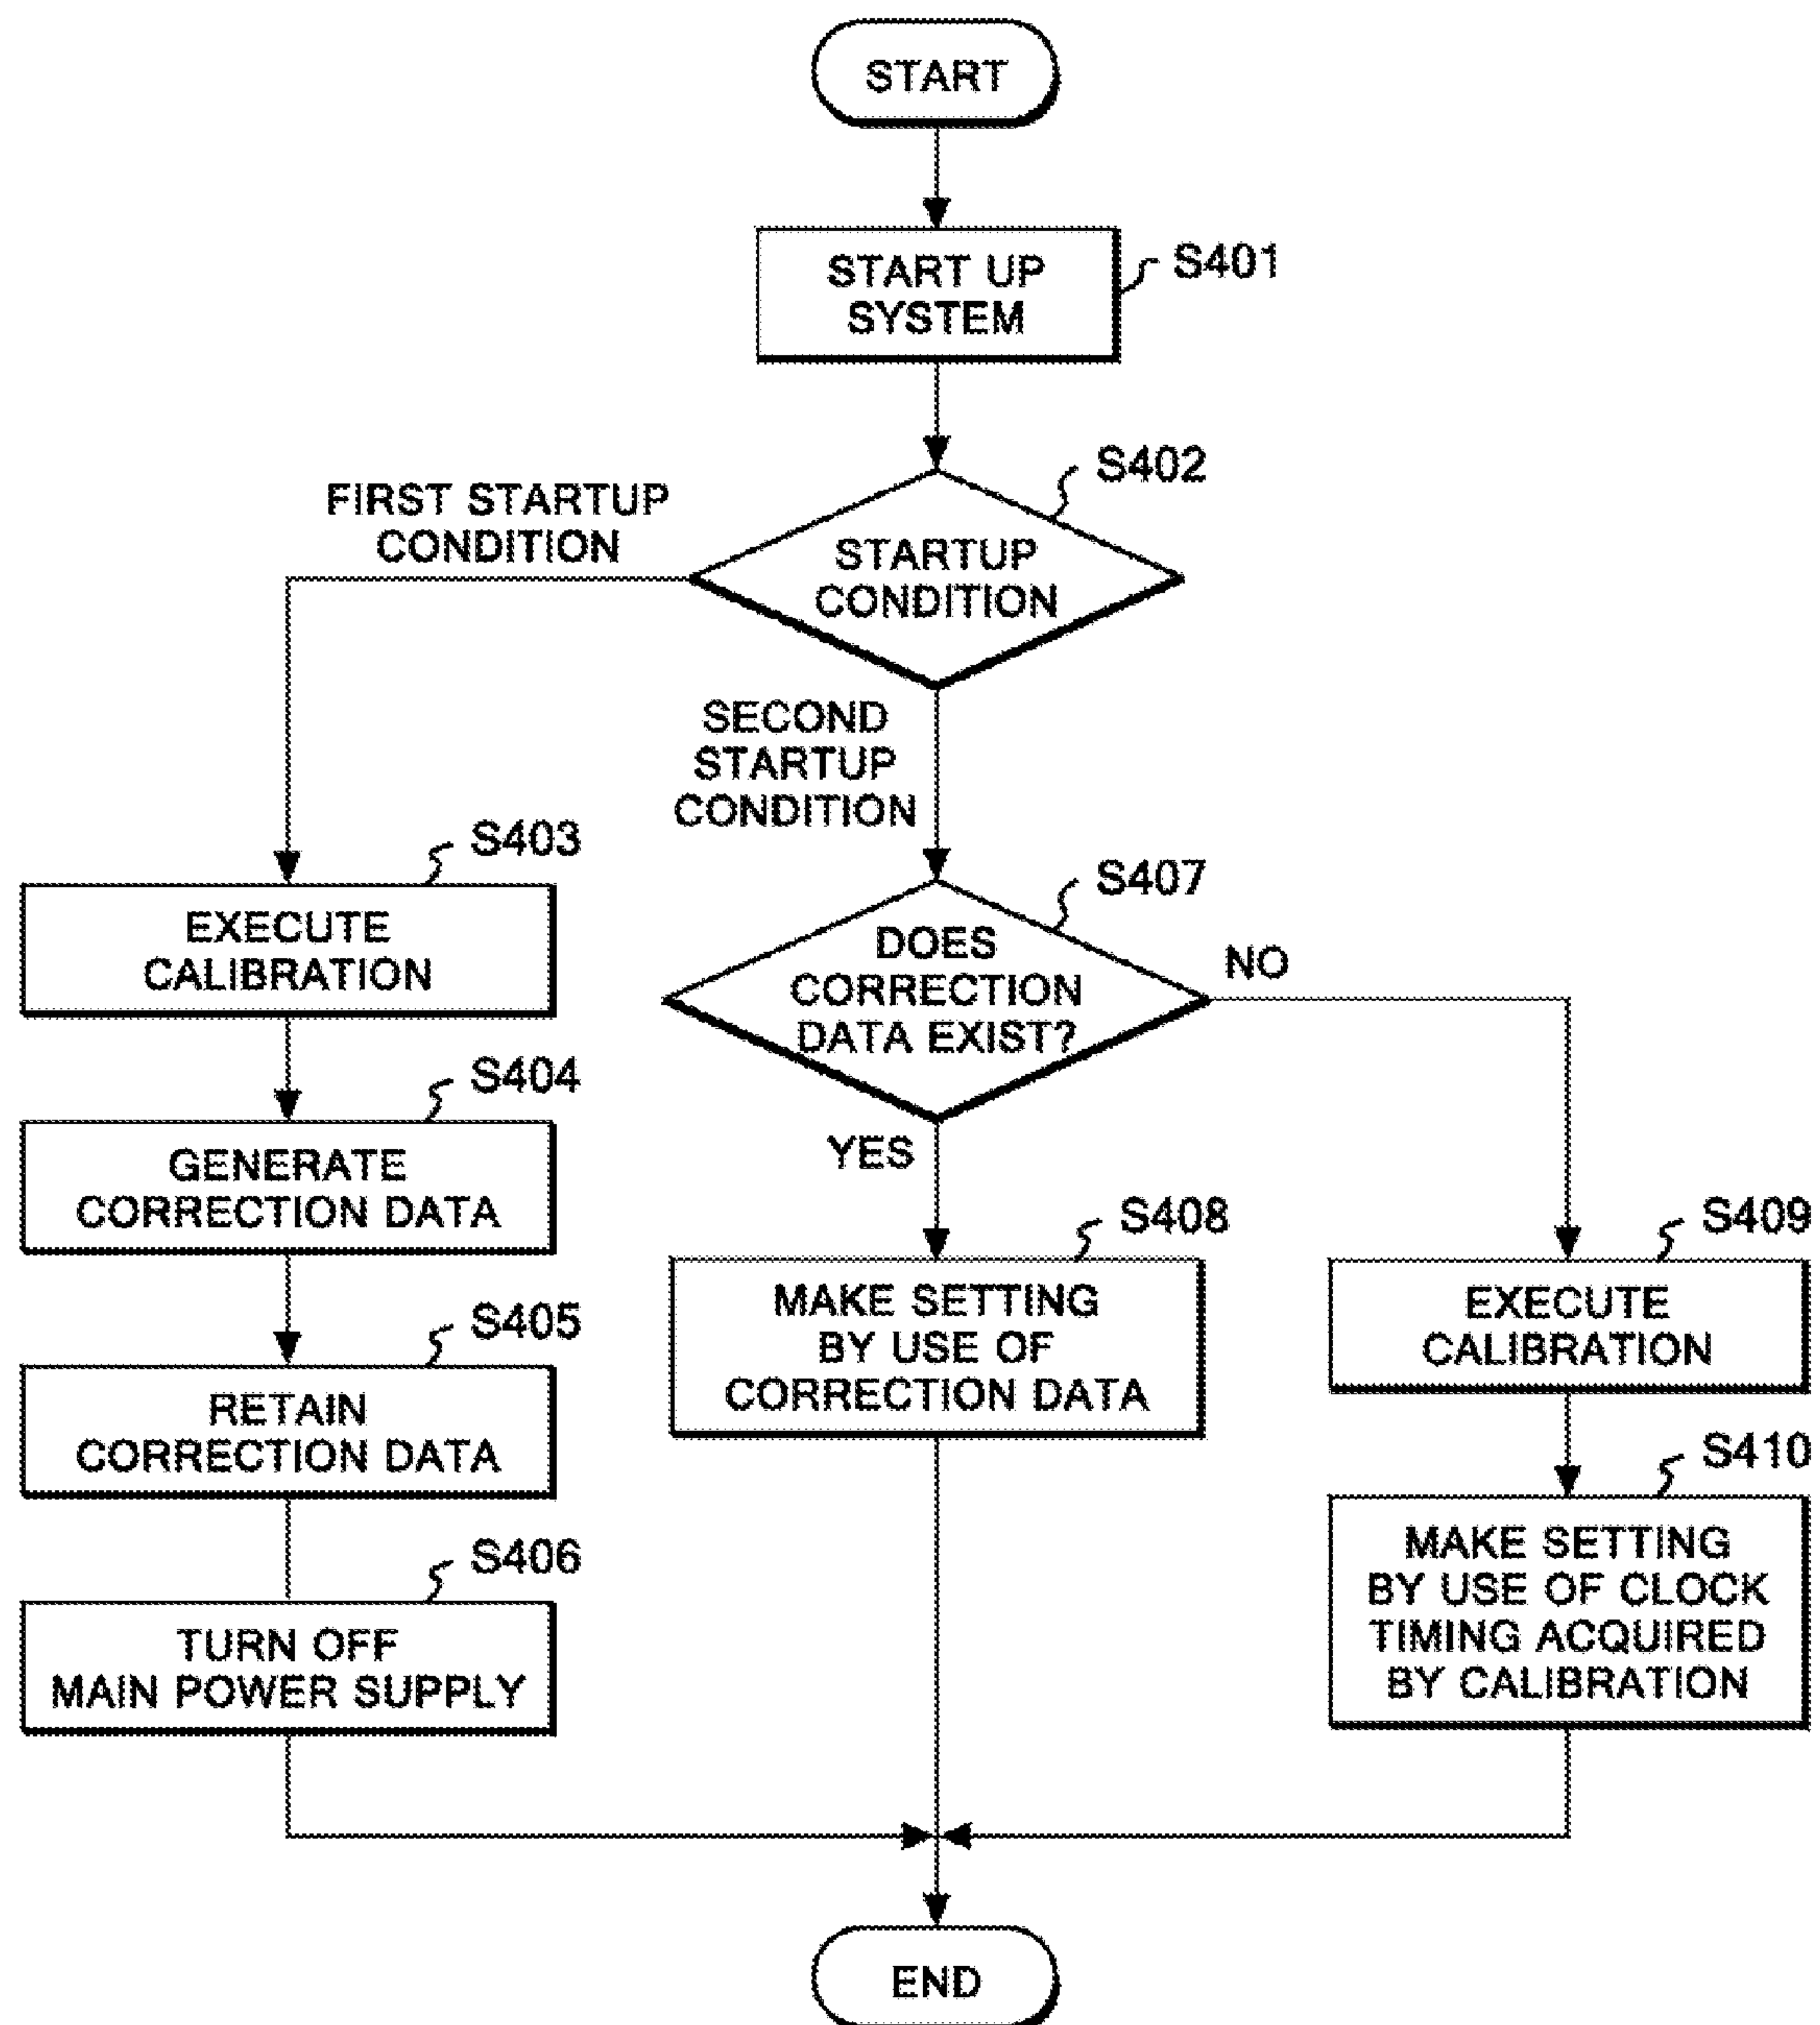 START
START UP
SYSTEM
S401
S402
FIRST STARTUP
CONDITION
STARTUP
CONDITION
SECOND
STARTUP
CONDITION
S403
EXECUTE
CALIBRATION
S407
DOES
CORRECTION
DATA EXIST?
NO
YES
S404
GENERATE
CORRECTION DATA
S405
RETAIN
CORRECTION DATA
S406
TURN OFF
MAIN POWER SUPPLY
S408
MAKE SETTING
BY USE OF
CORRECTION DATA
S409
EXECUTE
CALIBRATION
S410
MAKE SETTING
BY USE OF CLOCK
TIMING ACQUIRED
BY CALIBRATION
END